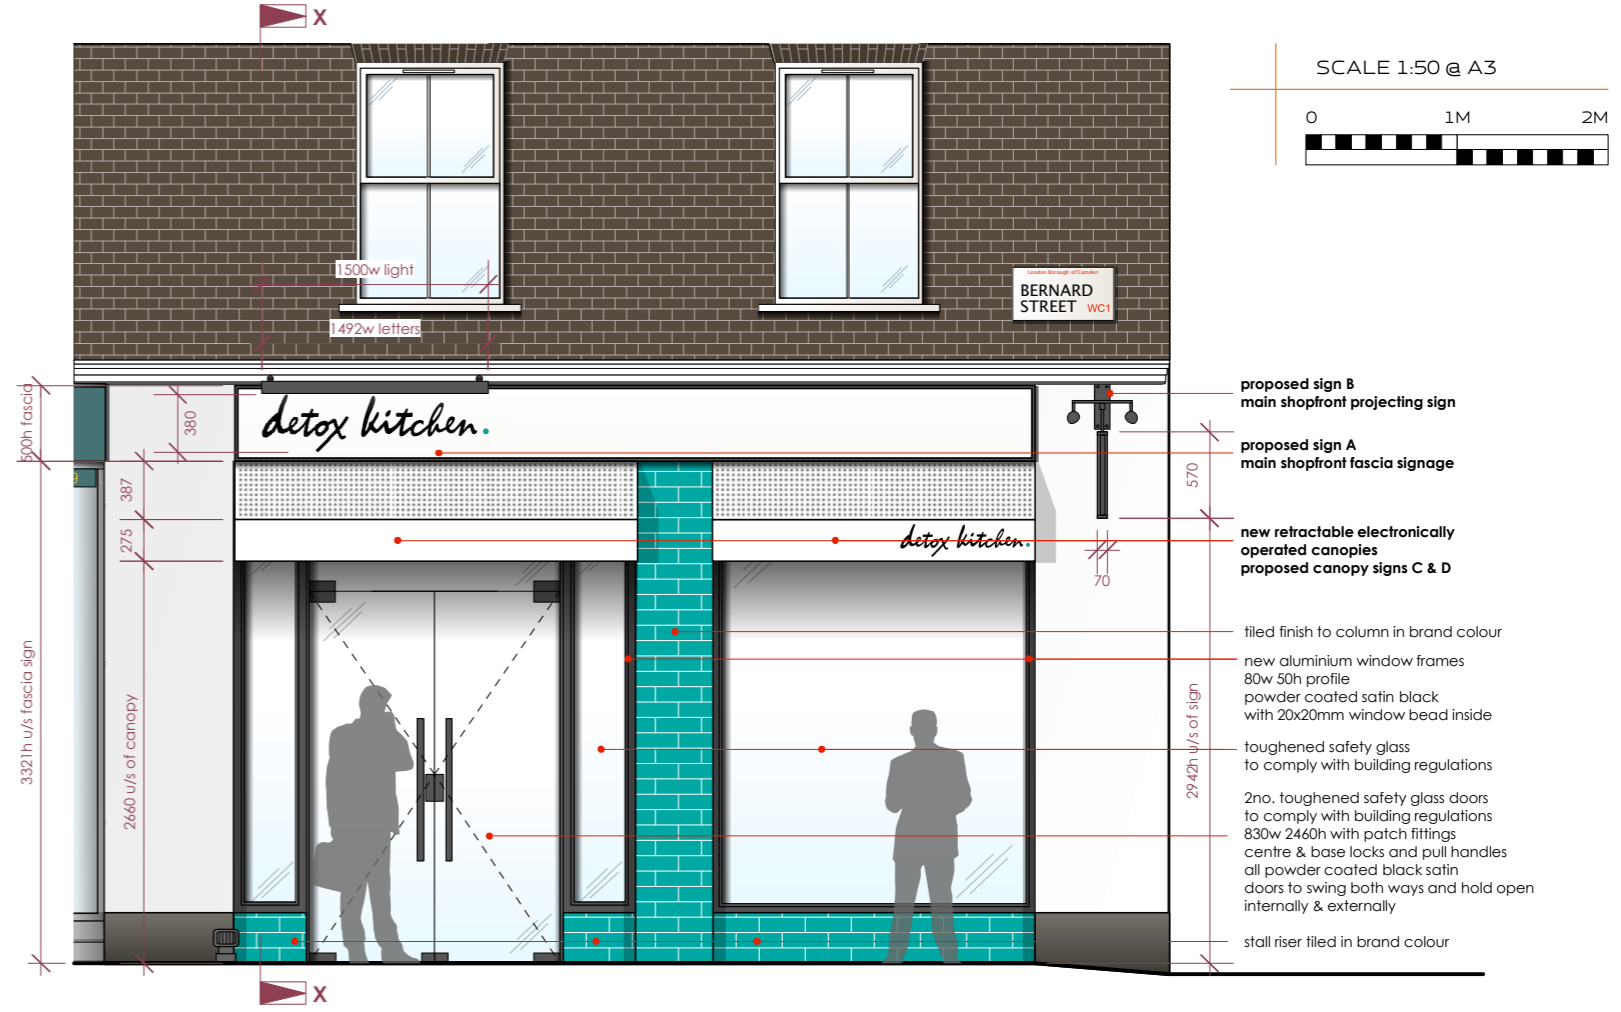 X
SCALE 1:50 @ A3
0 1M 2M
1500w light
1492w letters
London Borough of Camden
BERNARD
STREET WC1
500h fascia
380
detox kitchen.
387
275
detox kitchen.
3321h u/s fascia sign
2660 u/s of canopy
570
70
2942h u/s of sign
proposed sign B
main shopfront projecting sign
proposed sign A
main shopfront fascia signage
new retractable electronically
operated canopies
proposed canopy signs C & D
tiled finish to column in brand colour
new aluminium window frames
80w 50h profile
powder coated satin black
with 20x20mm window bead inside
toughened safety glass
to comply with building regulations
2no. toughened safety glass doors
to comply with building regulations
830w 2460h with patch fittings
centre & base locks and pull handles
all powder coated black satin
doors to swing both ways and hold open
internally & externally
stall riser tiled in brand colour
X